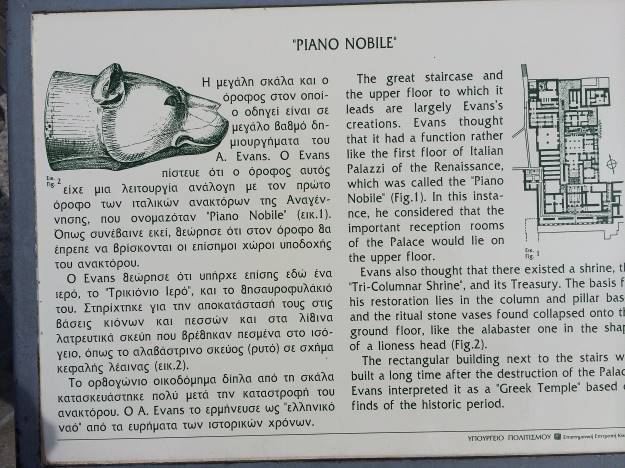 "PIANO NOBILE"
Η μεγάλη σκάλα και ο
όροφος στον οποί-
ο οδηγεί είναι σε
μεγάλο βαθμό δη-
μιουργήματα του
Α. Evans. Ο Evans
πίστευε ότι ο όροφος αυτός
είχε μια λειτουργία ανάλογη με τον πρώτο
όροφο των ιταλικών ανακτόρων της Αναγέν-
νησης, που ονομαζόταν "Piano Nobile" (εικ.1).
Όπως συνέβαινε εκεί, θεώρησε ότι στον όροφο θα
έπρεπε να βρίσκονται οι επίσημοι χώροι υποδοχής
του ανακτόρου.
Ο Evans θεώρησε ότι υπήρχε επίσης εδώ ένα
ιερό, το "Τρικιόνιο Ιερό", και το θησαυροφυλάκιό
του. Στηρίχτηκε για την αποκατάστασή τους στις
βάσεις κιόνων και πεσσών και στα λίθινα
λατρευτικά σκεύη που βρέθηκαν πεσμένα στο ισό-
γειο, όπως το αλαβάστρινο σκεύος (ρυτό) σε σχήμα
κεφαλής λέαινας (εικ.2).
Το ορθογώνιο οικοδόμημα δίπλα από τη σκάλα
κατασκευάστηκε πολύ μετά την καταστροφή του
ανακτόρου. Ο Α. Evans το ερμήνευσε ως "ελληνικό
ναό" από τα ευρήματα των ιστορικών χρόνων.
Εικ.
Fig. 2
The great staircase and
the upper floor to which it
leads are largely Evans's
creations. Evans thought
that it had a function rather
like the first floor of Italian
Palazzi of the Renaissance,
which was called the "Piano
Nobile" (Fig.1). In this insta-
nce, he considered that the
important reception rooms
of the Palace would lie on
the upper floor.
Evans also thought that there existed a shrine, th
"Tri-Columnar Shrine", and its Treasury. The basis f
his restoration lies in the column and pillar base
and the ritual stone vases found collapsed onto th
ground floor, like the alabaster one in the shap
of a lioness head (Fig.2).
The rectangular building next to the stairs w
built a long time after the destruction of the Palac
Evans interpreted it as a "Greek Temple" based o
finds of the historic period.
Εικ.
Fig. 1
ΥΠΟΥΡΓΕΙΟ ΠΟΛΙΤΙΣΜΟΥ Επιστημονική Επιτροπή Κν